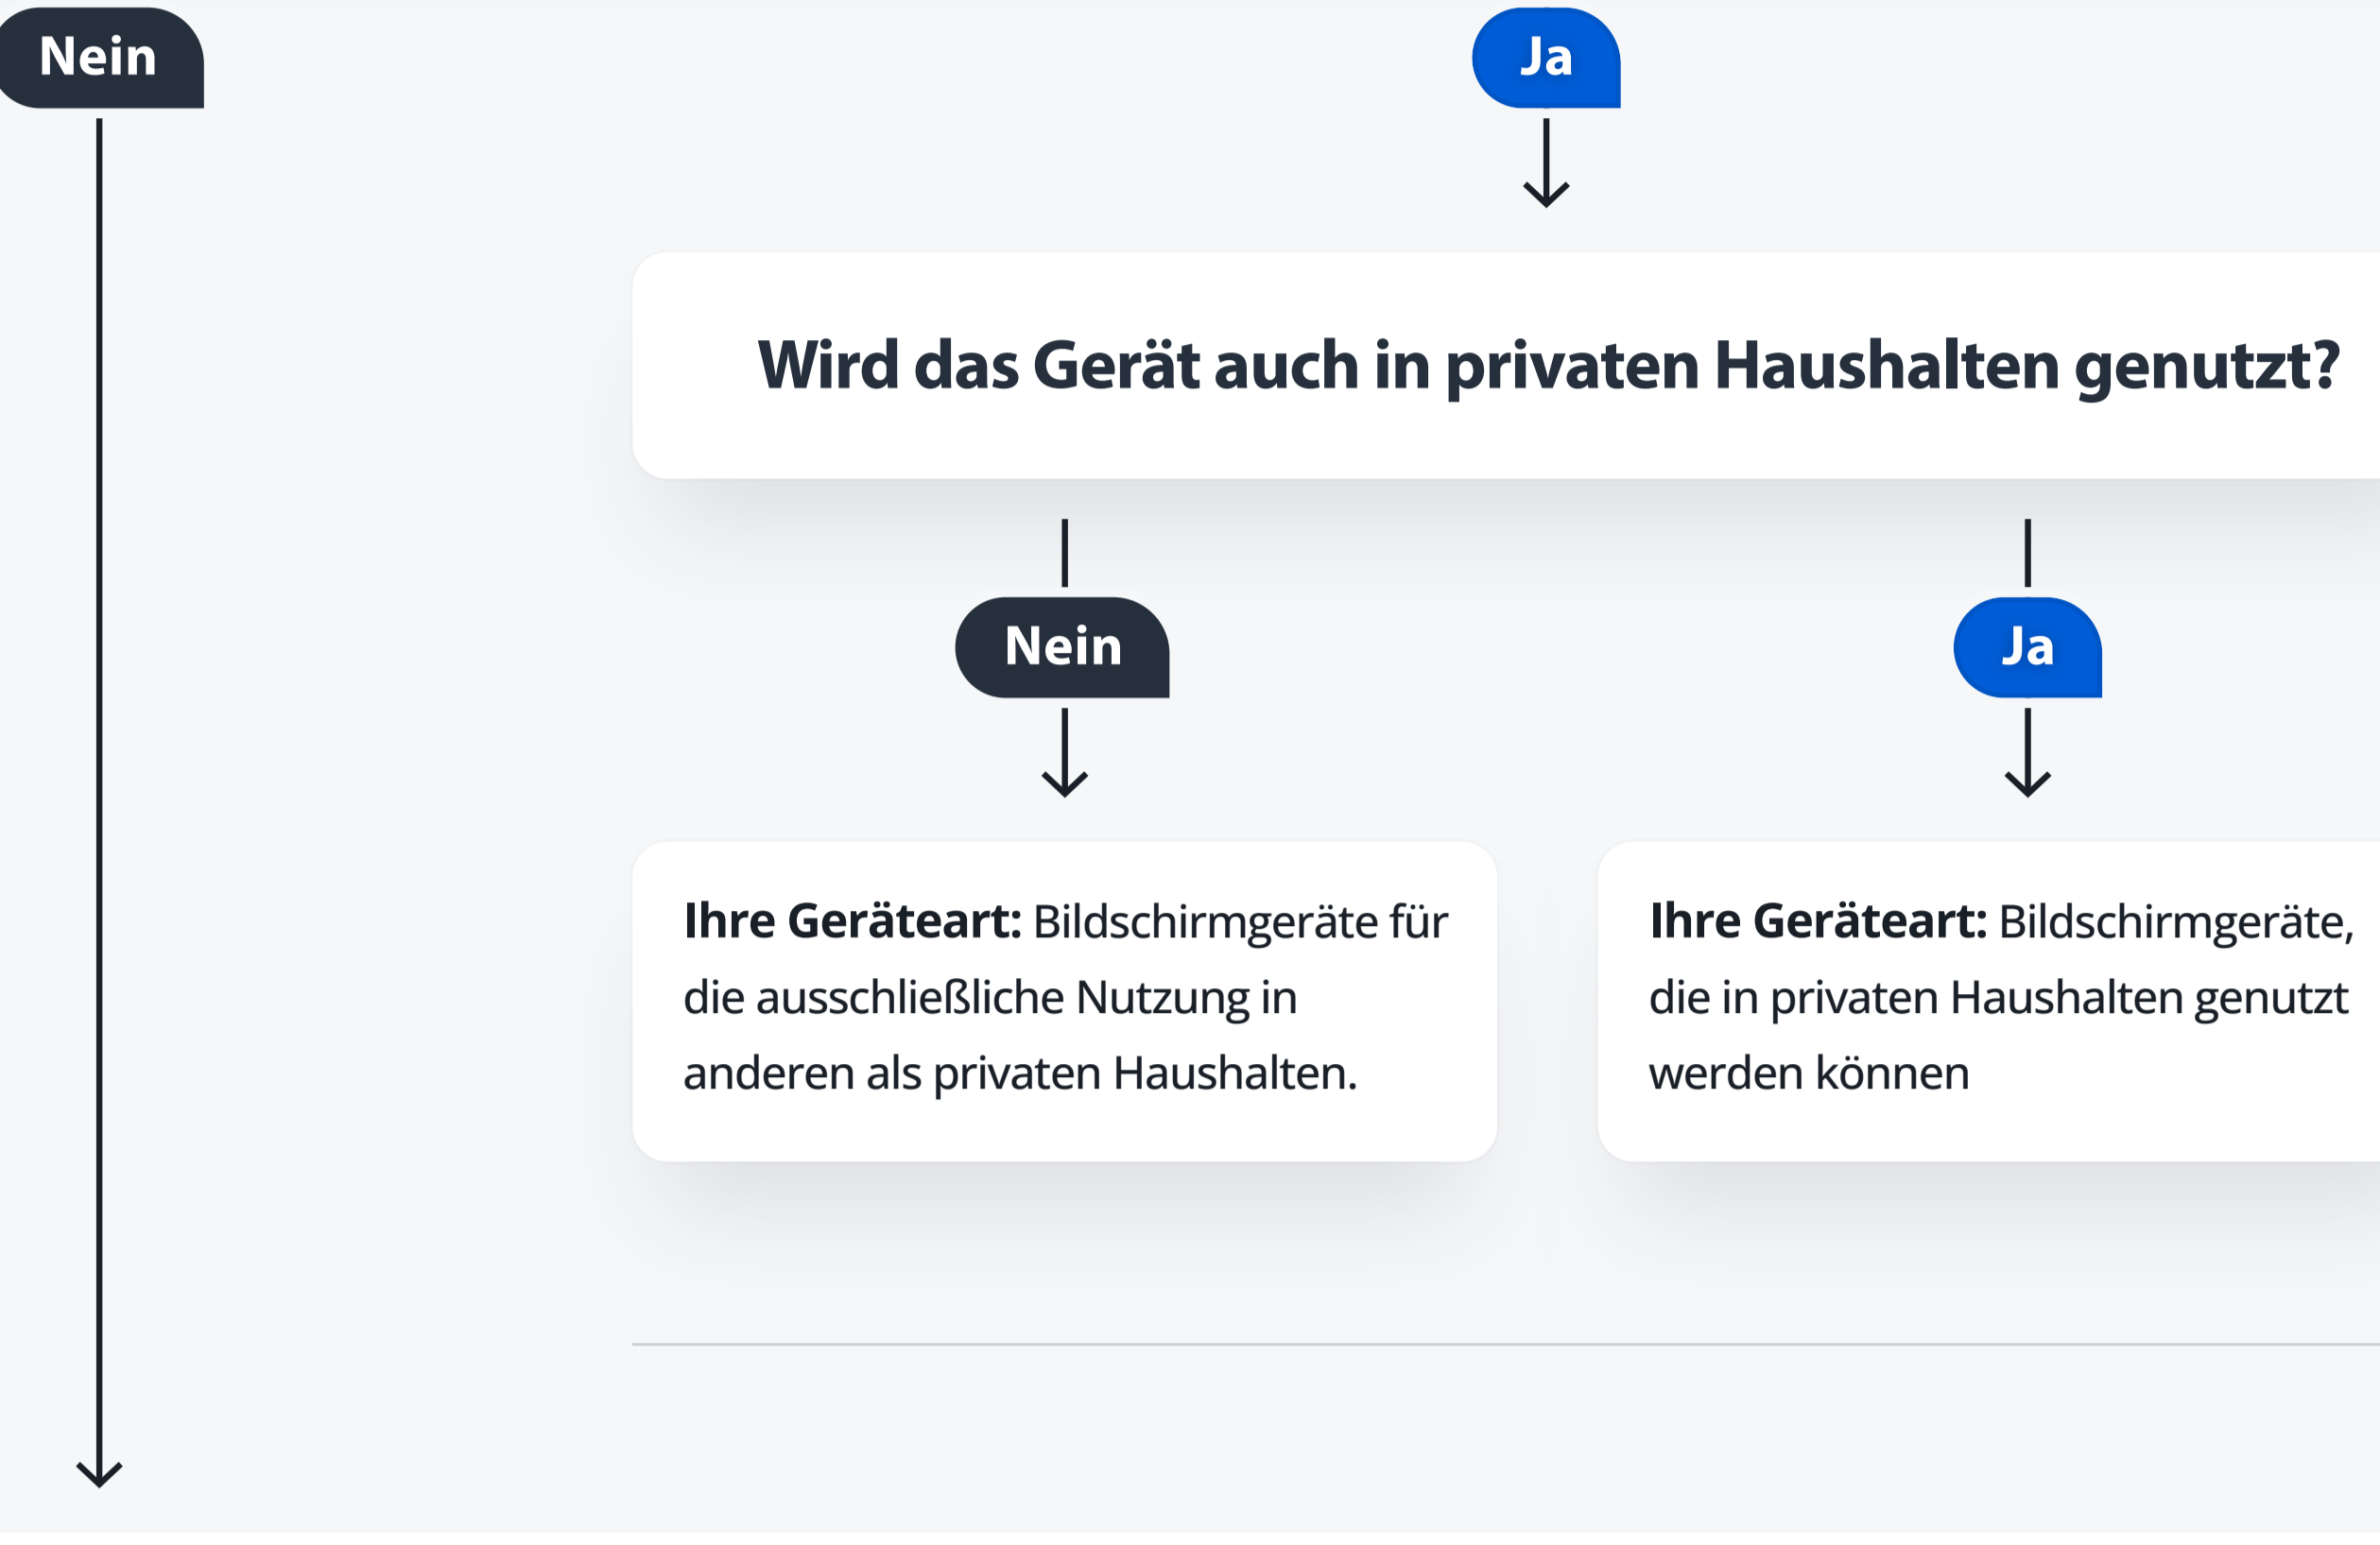 Nein
Ja
Wird das Gerät auch in privaten Haushalten genutzt?
Nein
Ja
Ihre Geräteart: Bildschirmgeräte für
die ausschließliche Nutzung in
anderen als privaten Haushalten.
Ihre Geräteart: Bildschirmgeräte,
die in privaten Haushalten genutzt
werden können